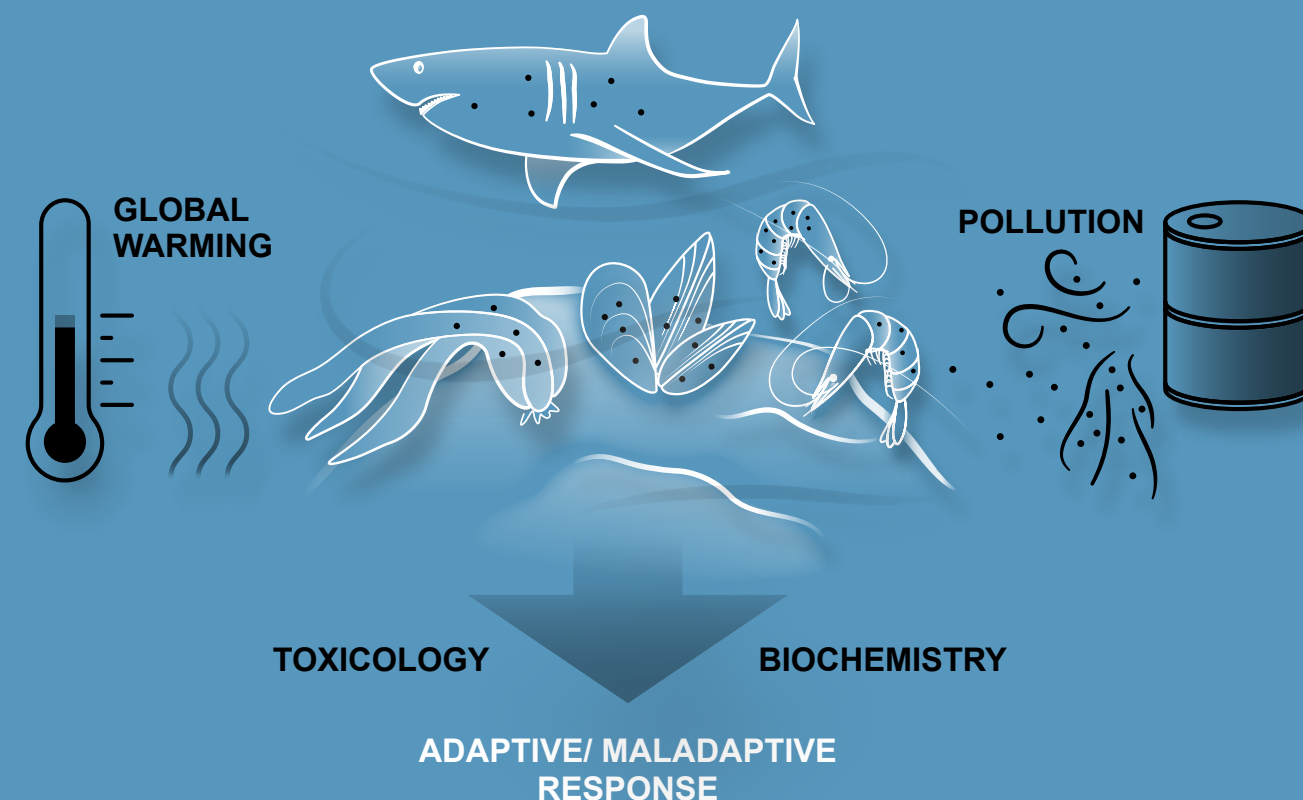 GLOBAL
WARMING
POLLUTION
TOXICOLOGY
BIOCHEMISTRY
ADAPTIVE/ MALADAPTIVE
RESPONSE